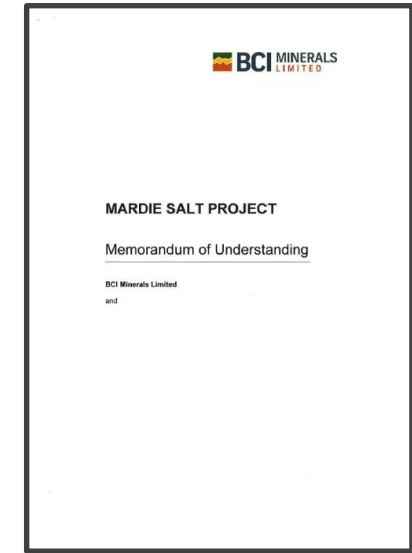 BCI MINERALS
LIMITED
MARDIE SALT PROJECT
Memorandum of Understanding
BCI Minerals Limited
and